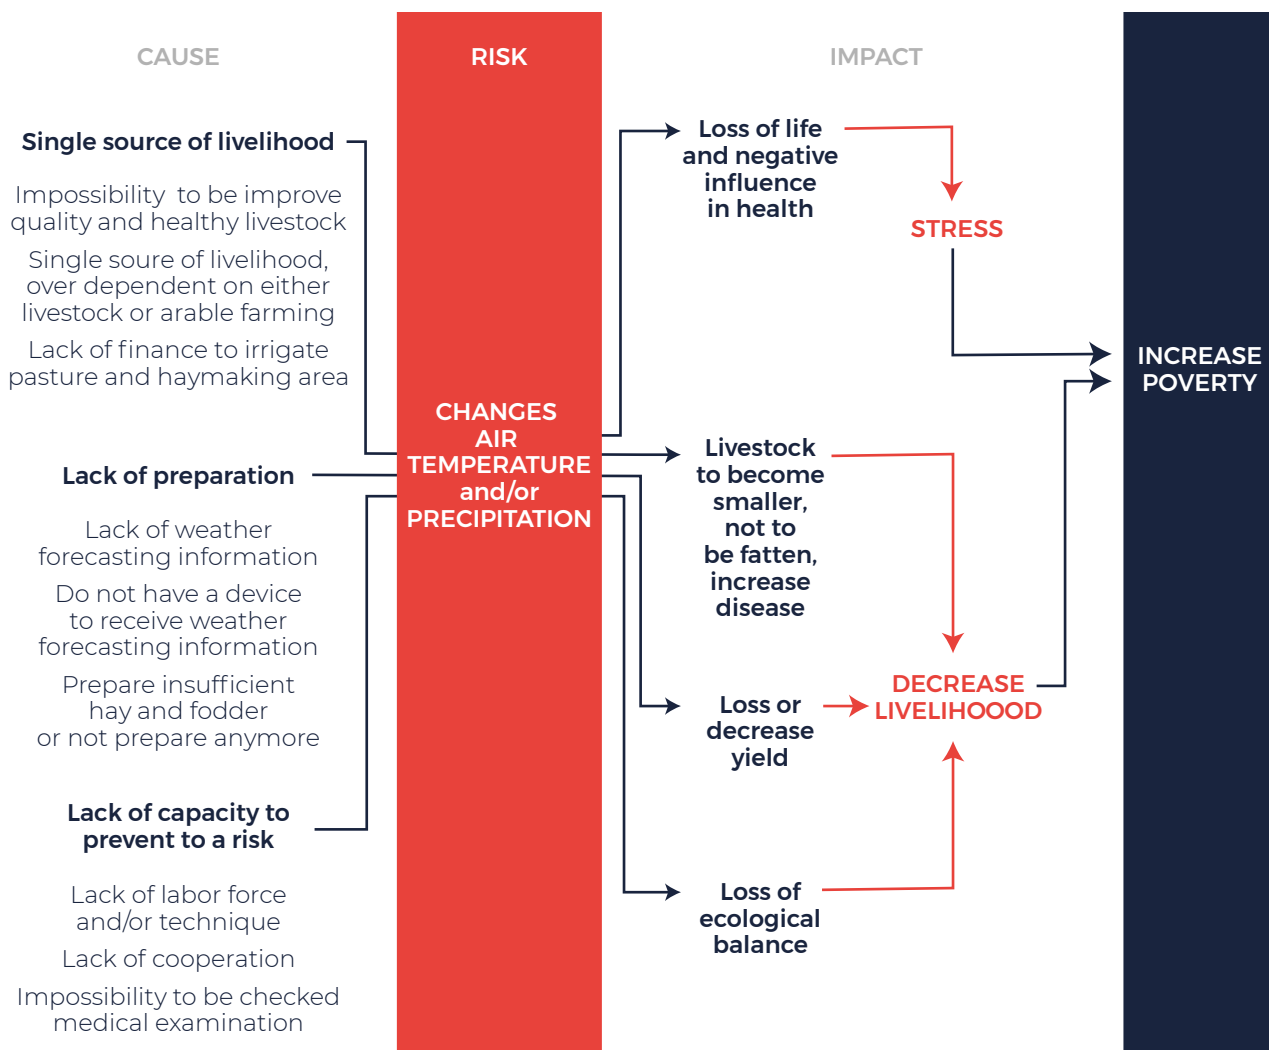 CAUSE
Single source of livelihood
Impossibility  to be improve
quality and healthy livestock
Single soure of livelihood,
over dependent on either
livestock or arable farming
Lack of finance to irrigate
pasture and haymaking area
Lack of preparation
Lack of weather
forecasting information
Do not have a device
to receive weather
forecasting information
Prepare insufficient
hay and fodder
or not prepare anymore
Lack of capacity to
prevent to a risk
Lack of labor force
and/or technique
Lack of cooperation
Impossibility to be checked
medical examination
RISK
CHANGES
AIR
TEMPERATURE
and/or
PRECIPITATION
IMPACT
Loss of life
and negative
influence
in health
STRESS
Livestock
to become
smaller,
not to
be fatten,
increase
disease
Loss or
decrease
yield
DECREASE
LIVELIHOOOD
Loss of
ecological
balance
INCREASE
POVERTY